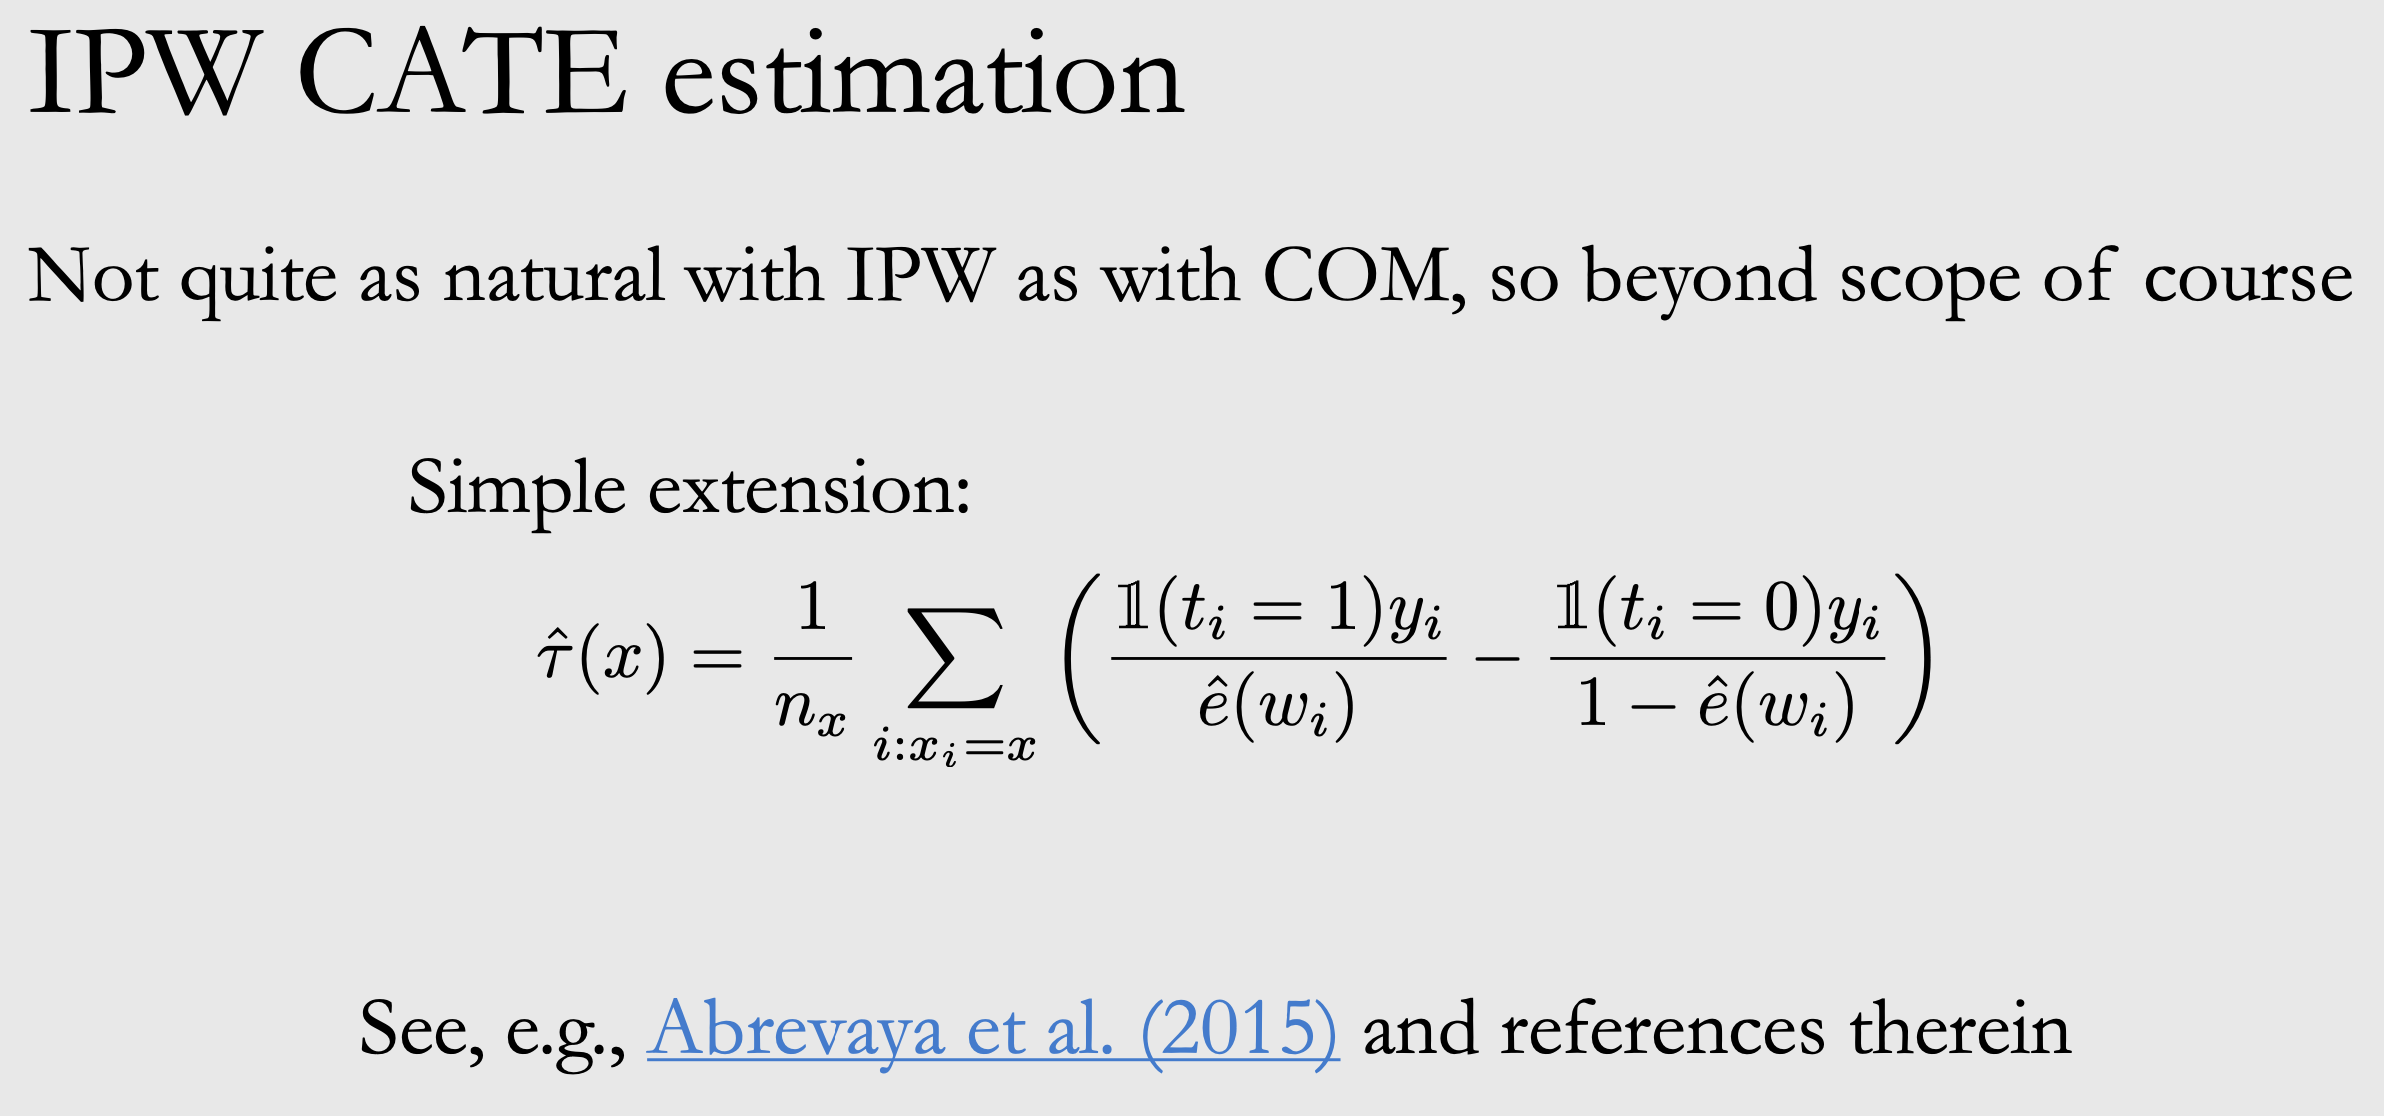 IPW CATE estimation
Not quite as natural with IPW as with COM, so beyond scope of course
Simple extension:
τ̂(x) = 1/n_x ∑_{i:x_i=x} ( 𝟙(t_i = 1)y_i / ê(w_i) − 𝟙(t_i = 0)y_i / (1 − ê(w_i)) )
See, e.g., Abrevaya et al. (2015) and references therein